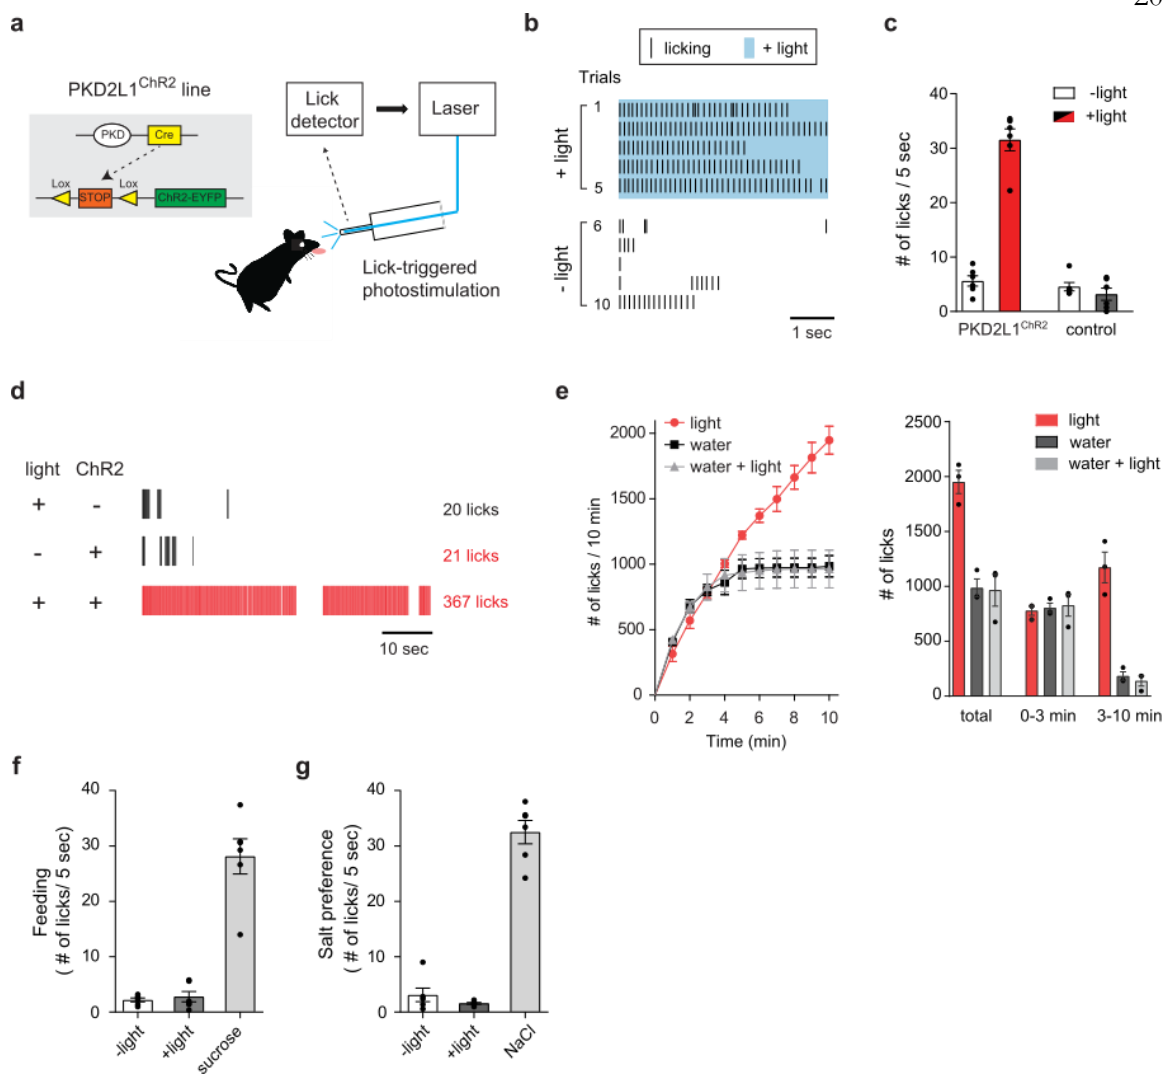 a
PKD2L1ChR2 line
PKD
Cre
Lox
STOP
Lox
ChR2-EYFP
Lick
detector
Laser
Lick-triggered
photostimulation
b
licking
+ light
Trials
1
+ light
5
6
- light
10
1 sec
c
-light
+light
# of licks / 5 sec
40
30
20
10
0
PKD2L1ChR2
control
d
light ChR2
+ - 20 licks
- + 21 licks
+ + 367 licks
10 sec
e
light
water
water + light
# of licks / 10 min
2000
1500
1000
500
0
0 2 4 6 8 10
Time (min)
light
water
water + light
# of licks
2500
2000
1500
1000
500
0
total 0-3 min 3-10 min
f
Feeding
( # of licks/ 5 sec)
40
30
20
10
0
-light
+light
sucrose
g
Salt preference
( # of licks/ 5 sec)
40
30
20
10
0
-light
+light
NaCl